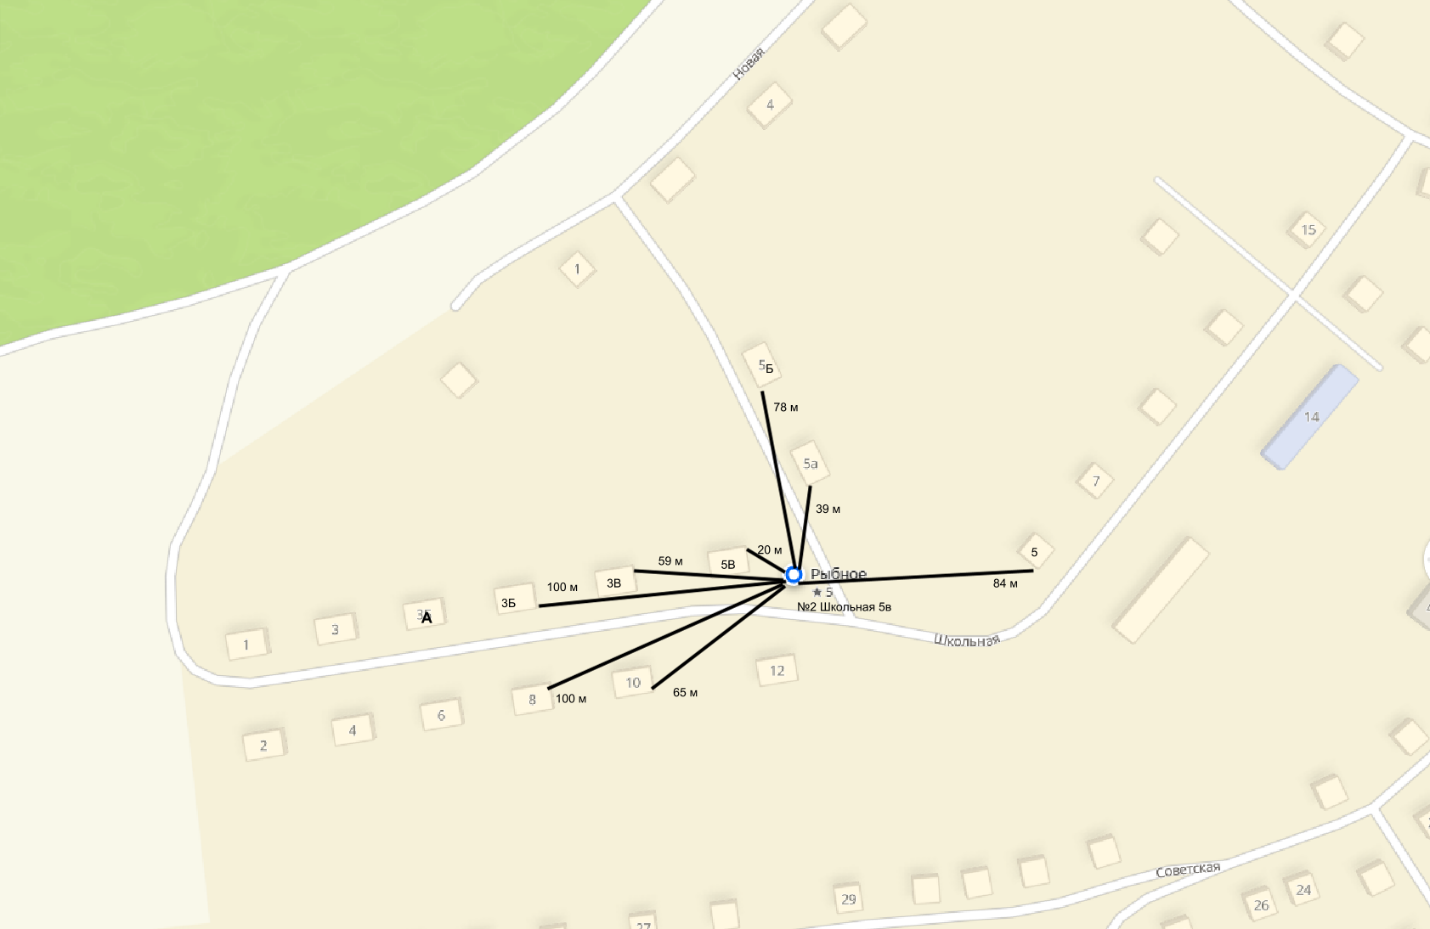 Новая
4
1
15
5Б
78 м
14
5а
7
39 м
20 м
5
59 м
5В
Рыбное
84 м
100 м
3В
★ 5
3Б
№2 Школьная 5в
А
3
1
Школьная
12
10
65 м
8
100 м
6
4
2
Советская
29
24
26
27